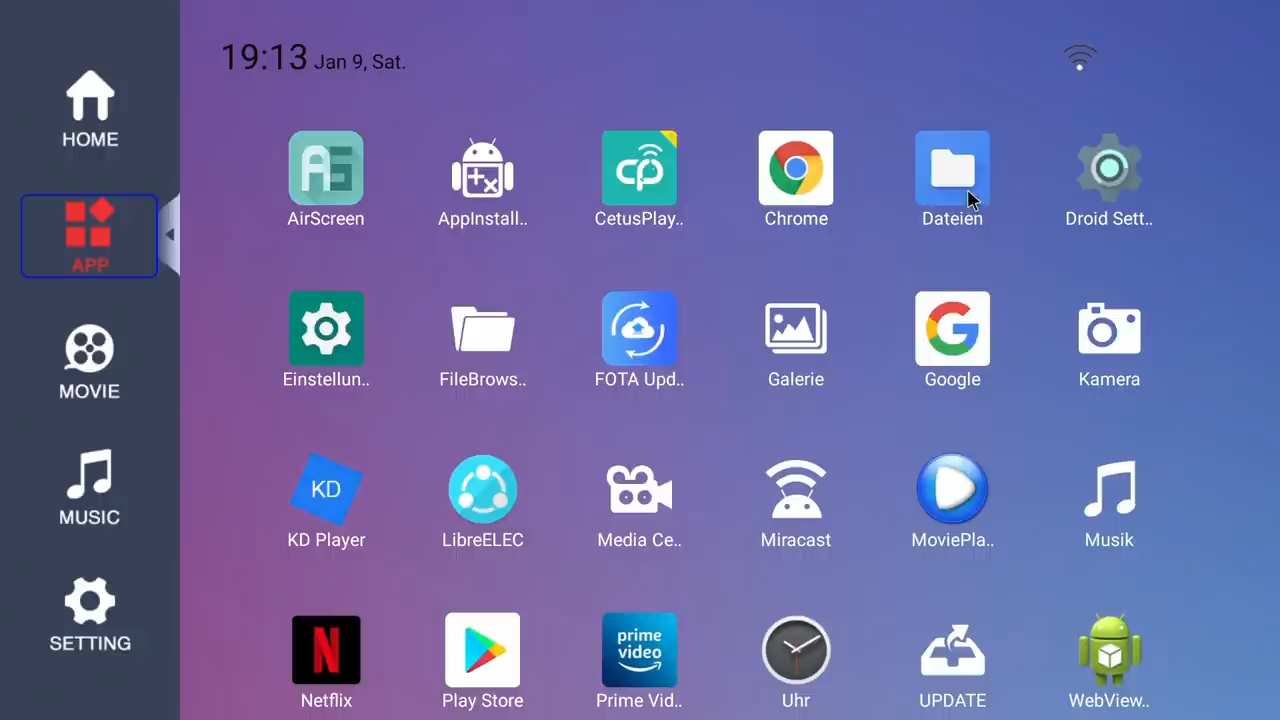 19:13 Jan 9, Sat.
HOME
APP
MOVIE
MUSIC
SETTING
AirScreen AppInstall.. CetusPlay.. Chrome Dateien Droid Sett..
Einstellun.. FileBrows.. FOTA Upd.. Galerie Google Kamera
KD
KD Player LibreELEC Media Ce.. Miracast MoviePla.. Musik
prime
video
Netflix Play Store Prime Vid.. Uhr UPDATE WebView..